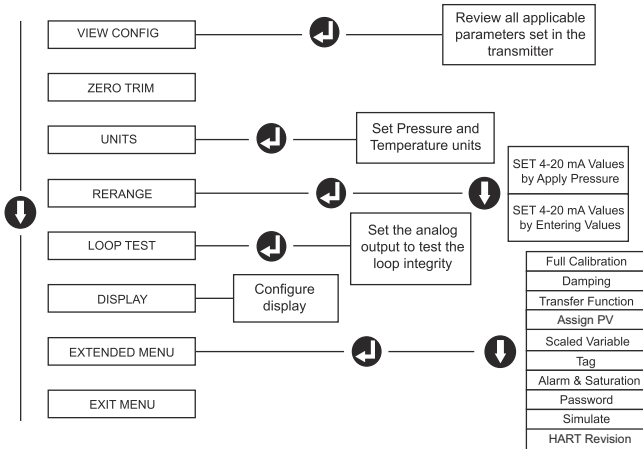 VIEW CONFIG
Review all applicable
parameters set in the
transmitter
ZERO TRIM
UNITS
Set Pressure and
Temperature units
RERANGE
SET 4-20 mA Values
by Apply Pressure
SET 4-20 mA Values
by Entering Values
LOOP TEST
Set the analog
output to test the
loop integrity
DISPLAY
Configure
display
EXTENDED MENU
Full Calibration
Damping
Transfer Function
Assign PV
Scaled Variable
Tag
Alarm & Saturation
Password
Simulate
HART Revision
EXIT MENU